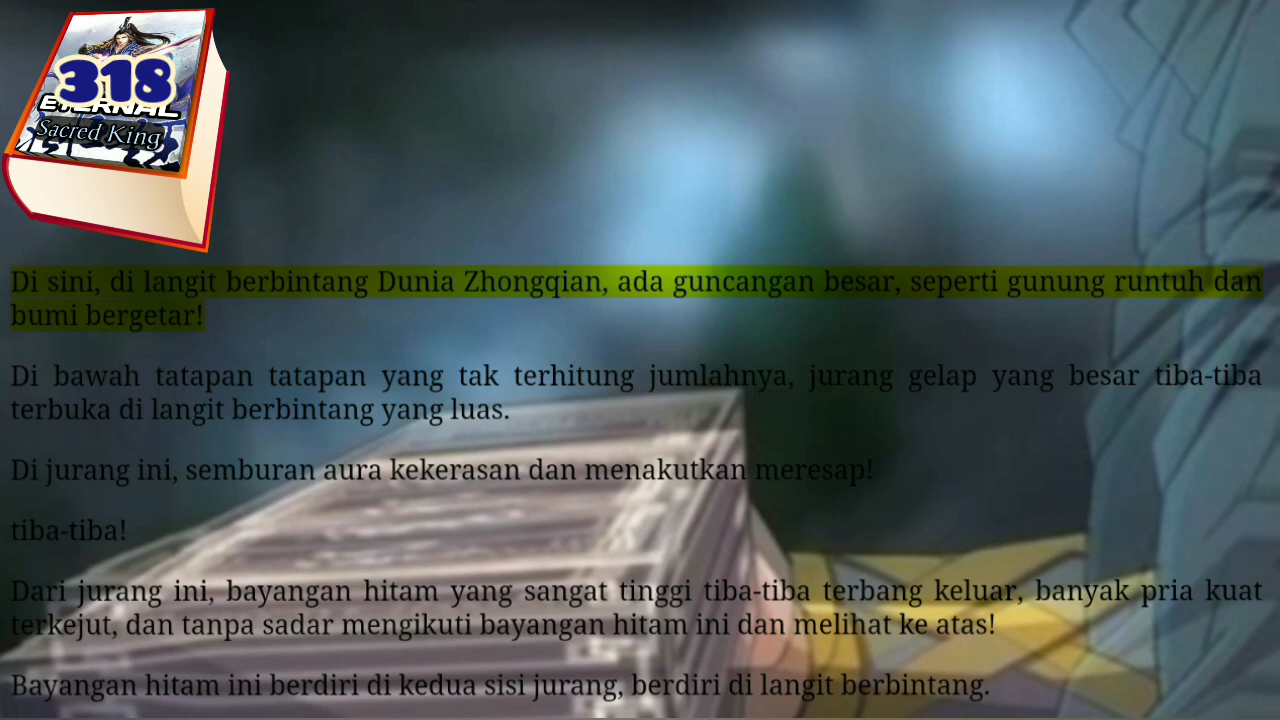 318
ETERNAL
Sacred King
Di sini, di langit berbintang Dunia Zhongqian, ada guncangan besar, seperti gunung runtuh dan
bumi bergetar!
Di bawah tatapan tatapan yang tak terhitung jumlahnya, jurang gelap yang besar tiba-tiba
terbuka di langit berbintang yang luas.
Di jurang ini, semburan aura kekerasan dan menakutkan meresap!
tiba-tiba!
Dari jurang ini, bayangan hitam yang sangat tinggi tiba-tiba terbang keluar, banyak pria kuat
terkejut, dan tanpa sadar mengikuti bayangan hitam ini dan melihat ke atas!
Bayangan hitam ini berdiri di kedua sisi jurang, berdiri di langit berbintang.